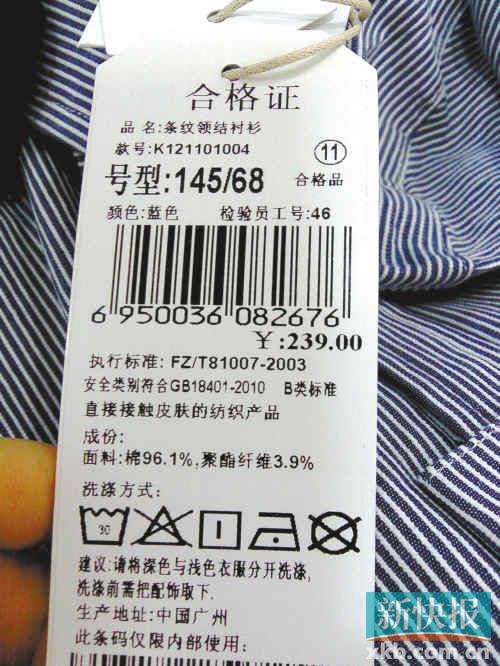 合格证
品 名:条纹领结衬衫
款号:K121101004
11
号型:145/68
合格品
颜色:蓝色 检验员工号:46
6 950036 082676
¥:239.00
执行标准: FZ/T81007-2003
安全类别符合GB18401-2010 B类标准
直接接触皮肤的纺织产品
成份:
面料:棉96.1%,聚酯纤维3.9%
洗涤方式:
30
建议:请将深色与浅色衣服分开洗涤,
洗涤前需把配饰取下.
生产地址:中国广州
此条码仅限内部使用:
新快报
xkb.com.cn